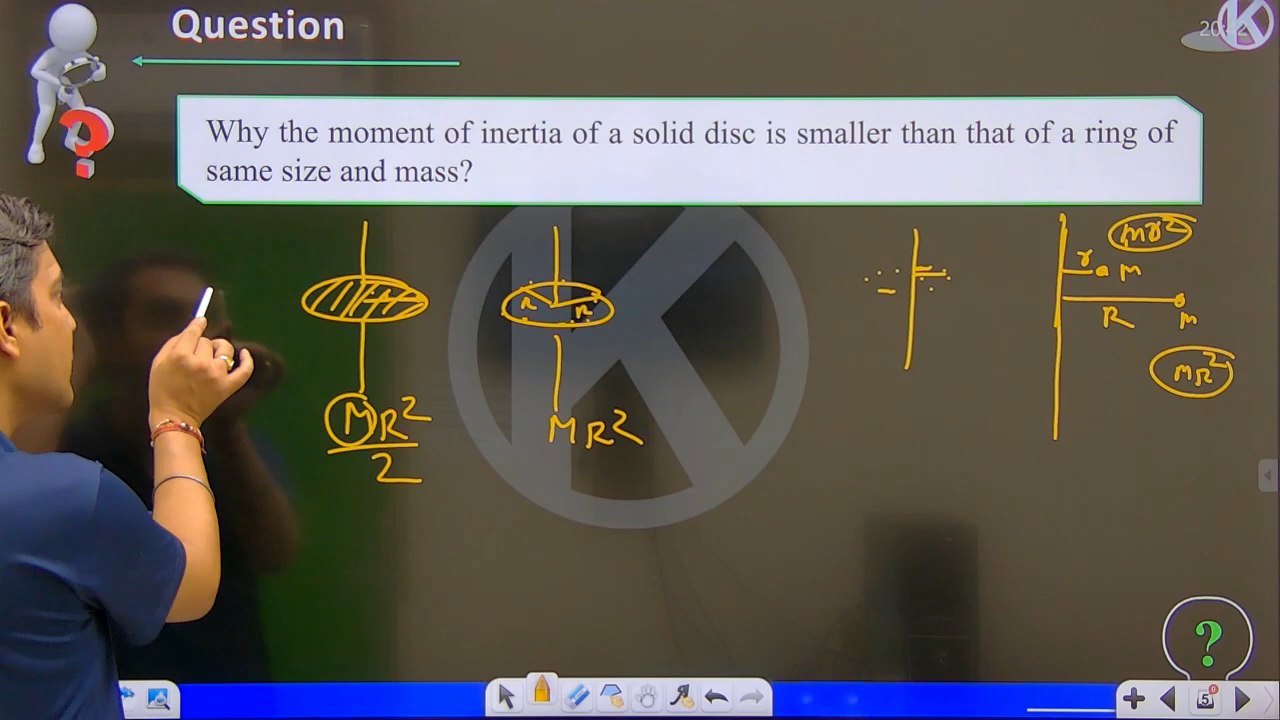 Question
Why the moment of inertia of a solid disc is smaller than that of a ring of
same size and mass?
mr²
r
M
R
R
R
M
MR²
MR²
2
MR²
K
?
5